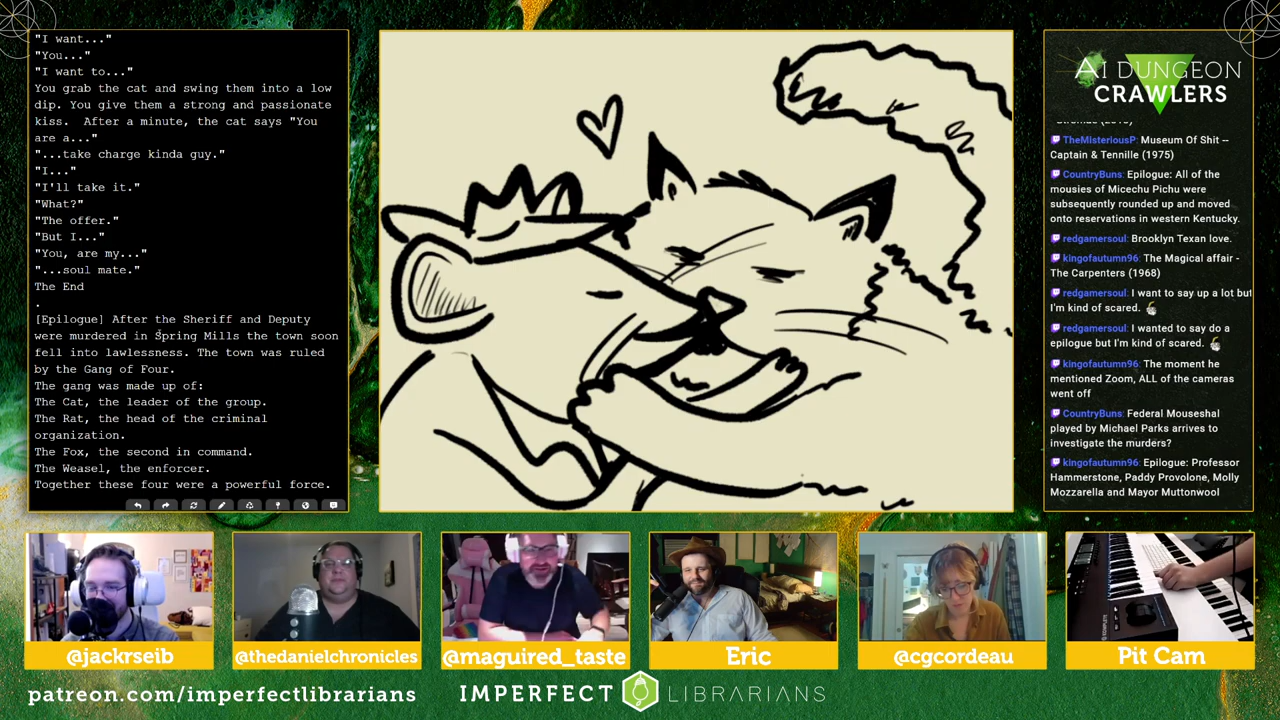 "I want..."
"You..."
"I want to..."
You grab the cat and swing them into a low
dip. You give them a strong and passionate
kiss.  After a minute, the cat says "You
are a..."
"...take charge kinda guy."
"I..."
"I'll take it."
"What?"
"The offer."
"But I..."
"You, are my..."
"...soul mate."
The End
.
[Epilogue] After the Sheriff and Deputy
were murdered in Spring Mills the town soon
fell into lawlessness. The town was ruled
by the Gang of Four.
The gang was made up of:
The Cat, the leader of the group.
The Rat, the head of the criminal
organization.
The Fox, the second in command.
The Weasel, the enforcer.
Together these four were a powerful force.
AI DUNGEON
CRAWLERS
TheMisteriousP: Museum Of Shit --
Captain & Tennille (1975)
CountryBuns: Epilogue: All of the
mousies of Micechu Pichu were
subsequently rounded up and moved
onto reservations in western Kentucky.
redgamersoul: Brooklyn Texan love.
kingofautumn96: The Magical affair -
The Carpenters (1968)
redgamersoul: I want to say up a lot but
I'm kind of scared.
redgamersoul: I wanted to say do a
epilogue but I'm kind of scared.
kingofautumn96: The moment he
mentioned Zoom, ALL of the cameras
went off
CountryBuns: Federal Mouseshal
played by Michael Parks arrives to
investigate the murders?
kingofautumn96: Epilogue: Professor
Hammerstone, Paddy Provolone, Molly
Mozzarella and Mayor Muttonwool
@jackrseib
@thedanielchronicles
@maguired_taste
Eric
@cgcordeau
Pit Cam
patreon.com/imperfectlibrarians
IMPERFECT LIBRARIANS